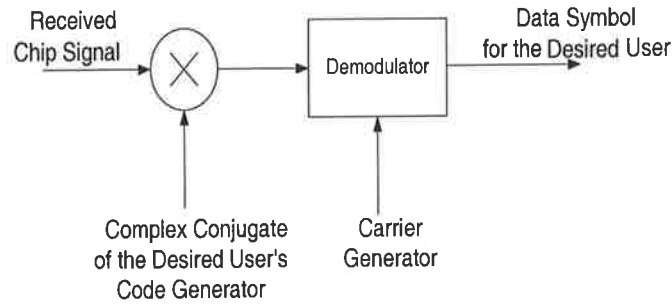 Received
Chip Signal
Data Symbol
for the Desired User
Demodulator
Complex Conjugate
of the Desired User's
Code Generator
Carrier
Generator